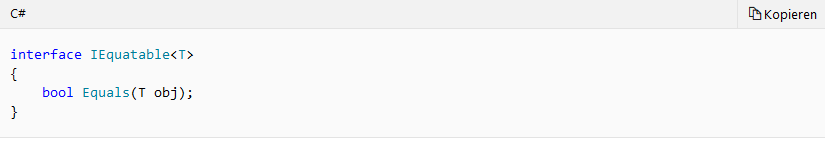 C#
Kopieren
interface IEquatable<T>
{
    bool Equals(T obj);
}